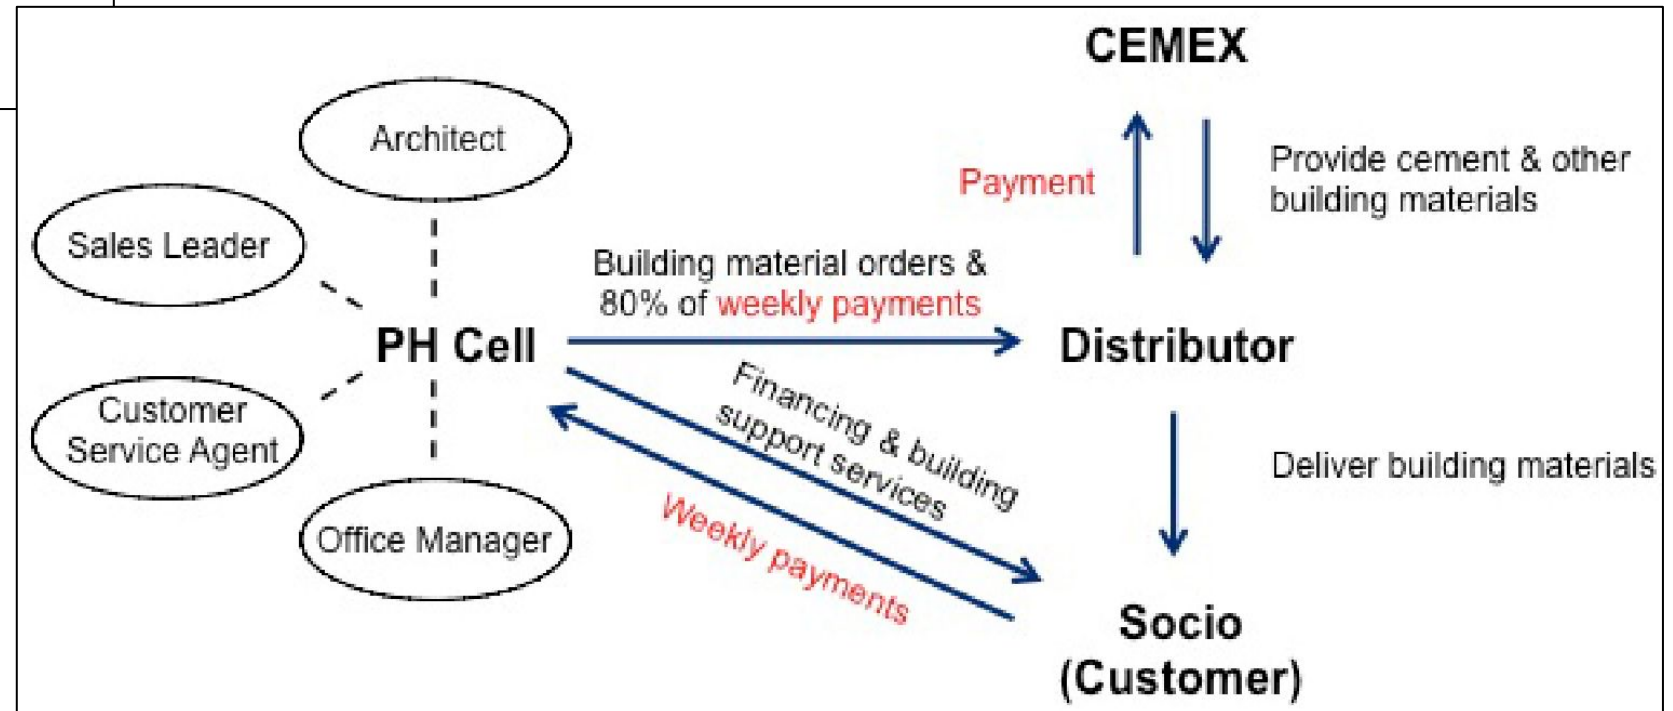 CEMEX
Architect
Payment
Provide cement & other
building materials
Sales Leader
Building material orders &
80% of weekly payments
PH Cell
Distributor
Financing & building
support services
Customer
Service Agent
Deliver building materials
Weekly payments
Office Manager
Socio
(Customer)